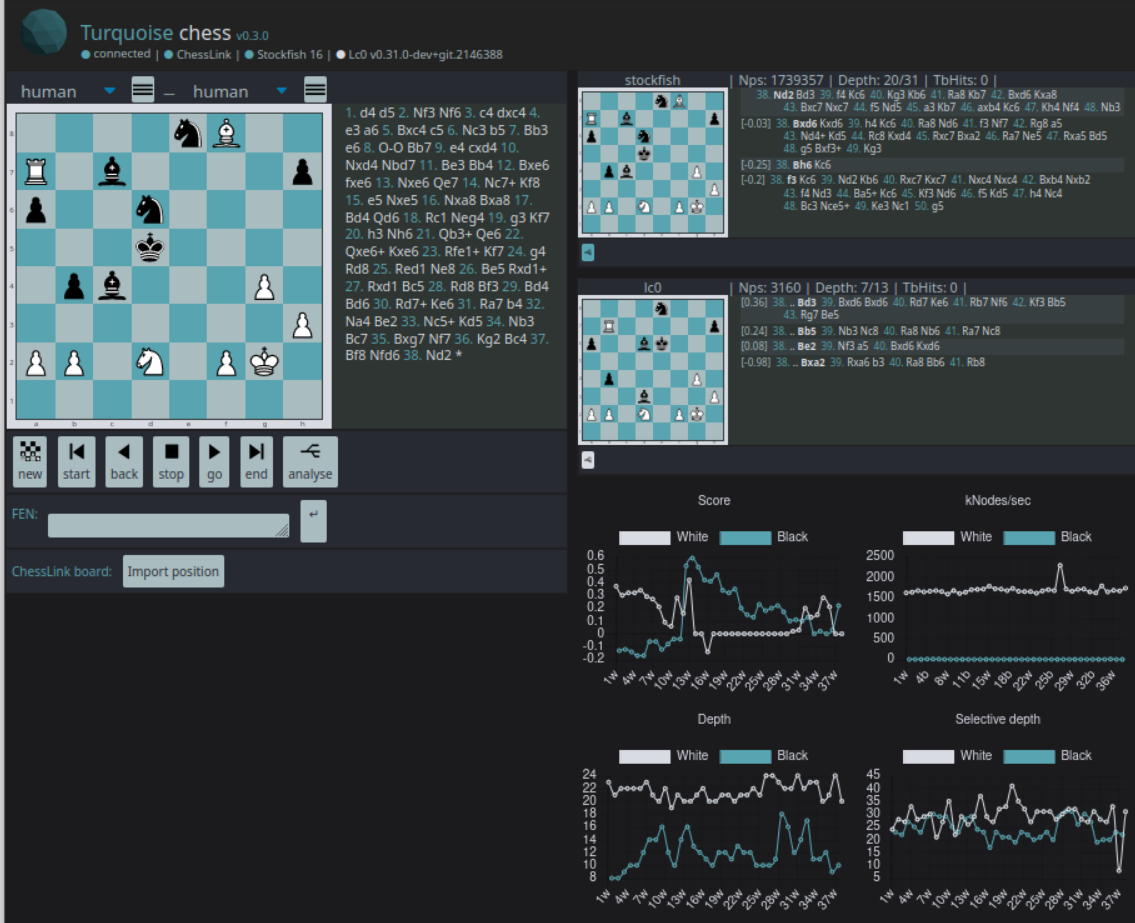 Turquoise chess v0.3.0
connected | ChessLink | Stockfish 16 | Lc0 v0.31.0-dev+git.2146388
human – human
8
7
6
5
4
3
2
1
a b c d e f g h
1. d4 d5 2. Nf3 Nf6 3. c4 dxc4 4.
e3 a6 5. Bxc4 c5 6. Nc3 b5 7. Bb3
e6 8. O-O Bb7 9. e4 cxd4 10.
Nxd4 Nbd7 11. Be3 Bb4 12. Bxe6
fxe6 13. Nxe6 Qe7 14. Nc7+ Kf8
15. e5 Nxe5 16. Nxa8 Bxa8 17.
Bd4 Qd6 18. Rc1 Neg4 19. g3 Kf7
20. h3 Nh6 21. Qb3+ Qe6 22.
Qxe6+ Kxe6 23. Rfe1+ Kf7 24. g4
Rd8 25. Red1 Ne8 26. Be5 Rxd1+
27. Rxd1 Bc5 28. Rd8 Bf3 29. Bd4
Bd6 30. Rd7+ Ke6 31. Ra7 b4 32.
Na4 Be2 33. Nc5+ Kd5 34. Nb3
Bc7 35. Bxg7 Nf7 36. Kg2 Bc4 37.
Bf8 Nfd6 38. Nd2 *
new start back stop go end analyse
FEN:
↵
ChessLink board: Import position
stockfish | Nps: 1739357 | Depth: 20/31 | TbHits: 0 |
38. Nd2 Bd3 39. f4 Kc6 40. Kg3 Kb6 41. Ra8 Kb7 42. Bxd6 Kxa8
43. Bxc7 Nxc7 44. f5 Nd5 45. a3 Kb7 46. axb4 Kc6 47. Kh4 Nf4 48. Nb3
[-0.03] 38. Bxd6 Kxd6 39. h4 Kc6 40. Ra8 Nd6 41. f3 Nf7 42. Rg8 a5
43. Nd4+ Kd5 44. Rc8 Kxd4 45. Rxc7 Bxa2 46. Ra7 Ne5 47. Rxa5 Bd5
48. g5 Bxf3+ 49. Kg3
[-0.25] 38. Bh6 Kc6
[-0.2] 38. f3 Kc6 39. Nd2 Kb6 40. Rxc7 Kxc7 41. Nxc4 Nxc4 42. Bxb4 Nxb2
43. f4 Nd3 44. Ba5+ Kc6 45. Kf3 Nd6 46. f5 Kd5 47. h4 Nc4
48. Bc3 Nce5+ 49. Ke3 Nc1 50. g5
lc0 | Nps: 3160 | Depth: 7/13 | TbHits: 0 |
[0.36] 38. .. Bd3 39. Bxd6 Bxd6 40. Rd7 Ke6 41. Rb7 Nf6 42. Kf3 Bb5
43. Rg7 Be5
[0.24] 38. .. Bb5 39. Nb3 Nc8 40. Ra8 Nb6 41. Ra7 Nc8
[0.08] 38. .. Be2 39. Nf3 a5 40. Bxd6 Kxd6
[-0.98] 38. .. Bxa2 39. Rxa6 b3 40. Ra8 Bb6 41. Rb8
Score
White Black
0.6
0.5
0.4
0.3
0.2
0.1
0
-0.1
-0.2
1w 4w 7w 10w 13w 16w 19w 22w 25w 28w 31w 34w 37w
kNodes/sec
White Black
2500
2000
1500
1000
500
0
1w 4b 8w 11b 15w 18b 22w 25b 29w 32b 36w
Depth
White Black
24
22
20
18
16
14
12
10
8
1w 4w 7w 10w 13w 16w 19w 22w 25w 28w 31w 34w 37w
Selective depth
White Black
45
40
35
30
25
20
15
10
5
1w 4w 7w 10w 13w 16w 19w 22w 25w 28w 31w 34w 37w